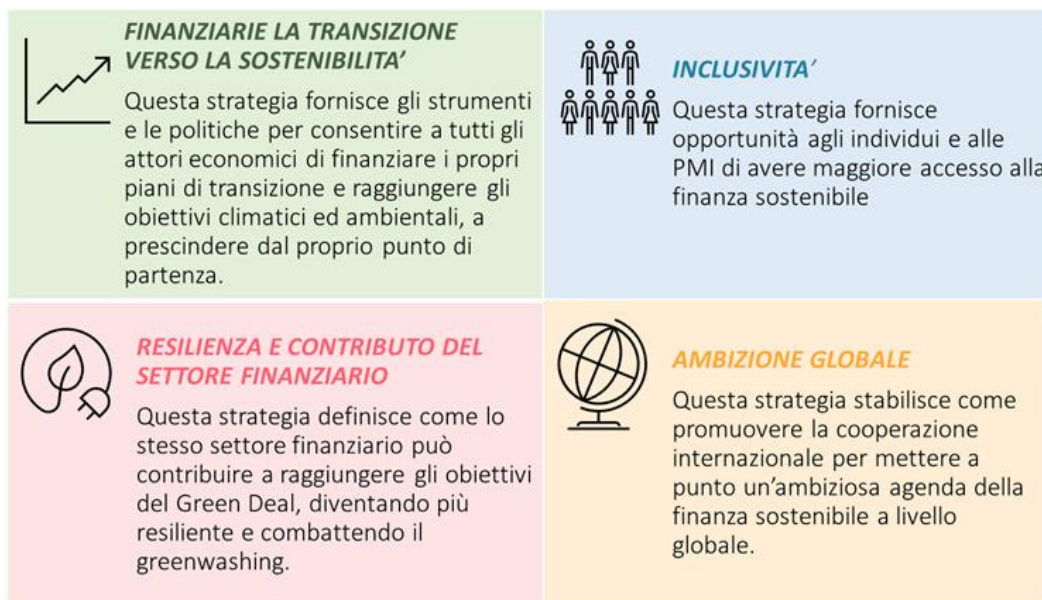 FINANZIARIE LA TRANSIZIONE
VERSO LA SOSTENIBILITA’
Questa strategia fornisce gli strumenti
e le politiche per consentire a tutti gli
attori economici di finanziare i propri
piani di transizione e raggiungere gli
obiettivi climatici ed ambientali, a
prescindere dal proprio punto di
partenza.
INCLUSIVITA’
Questa strategia fornisce
opportunità agli individui e alle
PMI di avere maggiore accesso alla
finanza sostenibile
RESILIENZA E CONTRIBUTO DEL
SETTORE FINANZIARIO
Questa strategia definisce come lo
stesso settore finanziario può
contribuire a raggiungere gli obiettivi
del Green Deal, diventando più
resiliente e combattendo il
greenwashing.
AMBIZIONE GLOBALE
Questa strategia stabilisce come
promuovere la cooperazione
internazionale per mettere a
punto un’ambiziosa agenda della
finanza sostenibile a livello
globale.